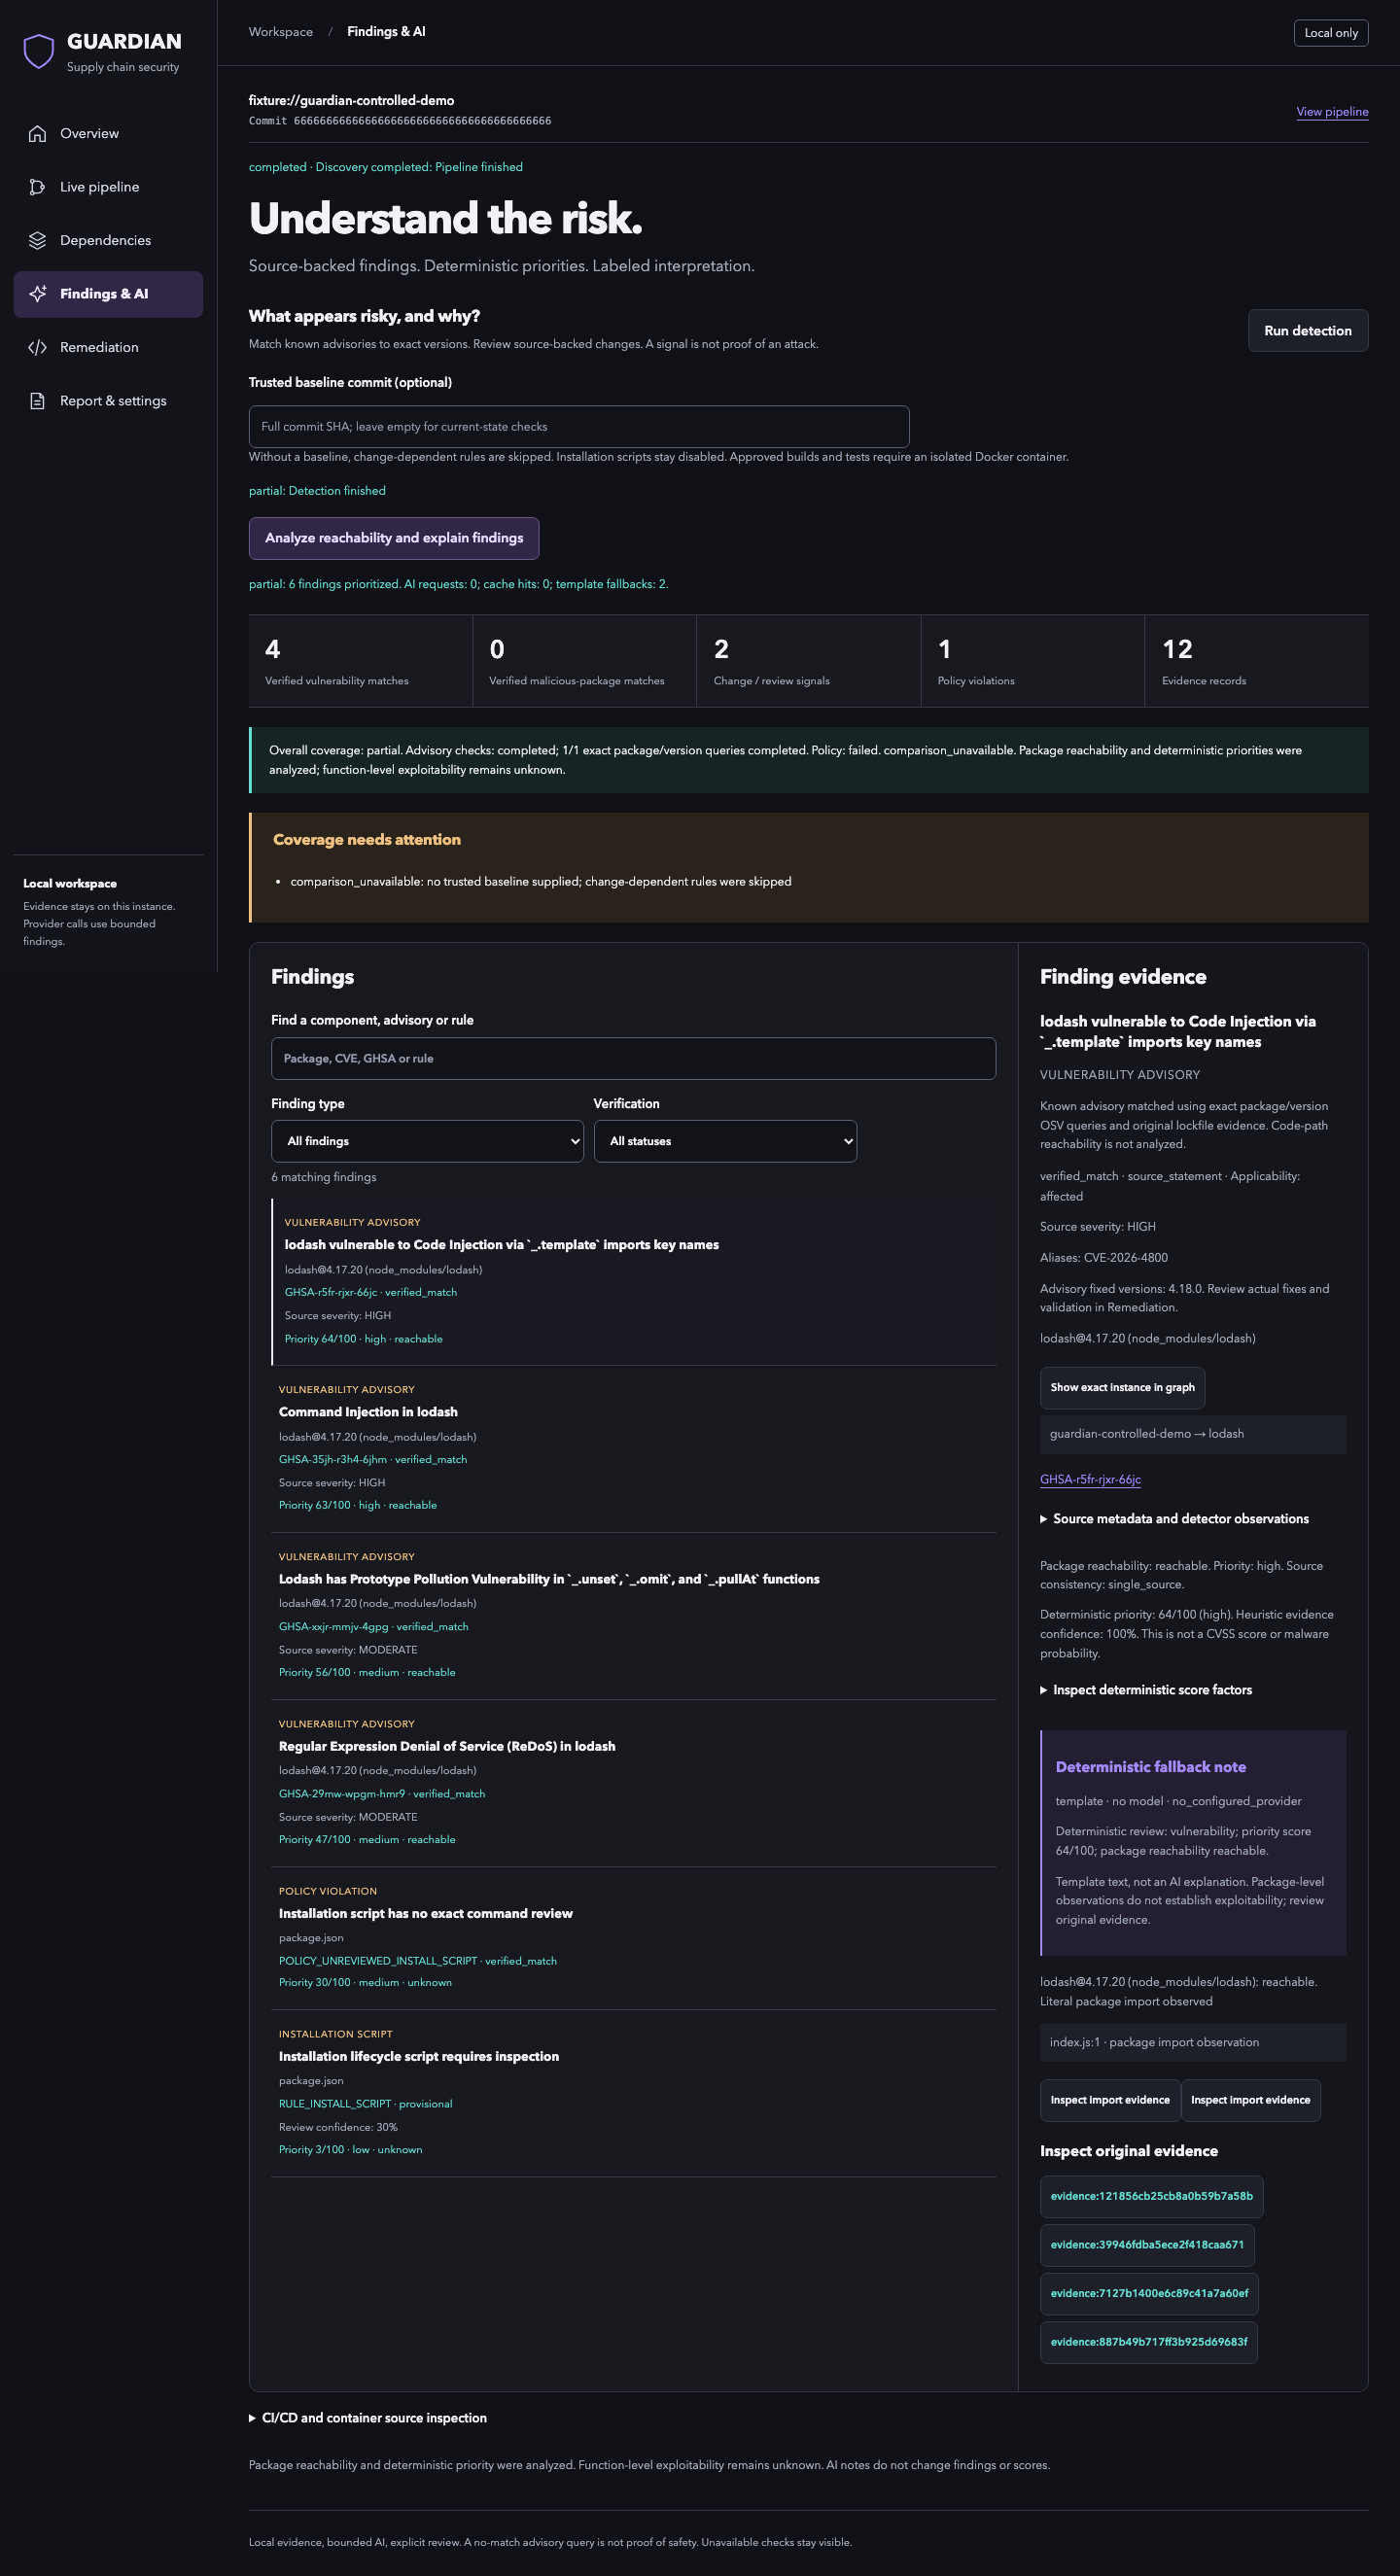 GUARDIAN
Supply chain security
Overview
Live pipeline
Dependencies
Findings & AI
Remediation
Report & settings
Local workspace
Evidence stays on this instance.
Provider calls use bounded
findings.
Workspace / Findings & AI
Local only
fixture://guardian-controlled-demo
Commit 6666666666666666666666666666666666666666
View pipeline
completed · Discovery completed: Pipeline finished
Understand the risk.
Source-backed findings. Deterministic priorities. Labeled interpretation.
What appears risky, and why?
Match known advisories to exact versions. Review source-backed changes. A signal is not proof of an attack.
Run detection
Trusted baseline commit (optional)
Full commit SHA; leave empty for current-state checks
Without a baseline, change-dependent rules are skipped. Installation scripts stay disabled. Approved builds and tests require an isolated Docker container.
partial: Detection finished
Analyze reachability and explain findings
partial: 6 findings prioritized. AI requests: 0; cache hits: 0; template fallbacks: 2.
4
Verified vulnerability matches
0
Verified malicious-package matches
2
Change / review signals
1
Policy violations
12
Evidence records
Overall coverage: partial. Advisory checks: completed; 1/1 exact package/version queries completed. Policy: failed. comparison_unavailable. Package reachability and deterministic priorities were
analyzed; function-level exploitability remains unknown.
Coverage needs attention
• comparison_unavailable: no trusted baseline supplied; change-dependent rules were skipped
Findings
Find a component, advisory or rule
Package, CVE, GHSA or rule
Finding type
All findings
Verification
All statuses
6 matching findings
VULNERABILITY ADVISORY
lodash vulnerable to Code Injection via `_.template` imports key names
lodash@4.17.20 (node_modules/lodash)
GHSA-r5fr-rjxr-66jc · verified_match
Source severity: HIGH
Priority 64/100 · high · reachable
VULNERABILITY ADVISORY
Command Injection in lodash
lodash@4.17.20 (node_modules/lodash)
GHSA-35jh-r3h4-6jhm · verified_match
Source severity: HIGH
Priority 63/100 · high · reachable
VULNERABILITY ADVISORY
Lodash has Prototype Pollution Vulnerability in `_.unset`, `_.omit`, and `_.pullAt` functions
lodash@4.17.20 (node_modules/lodash)
GHSA-xxjr-mmjv-4gpg · verified_match
Source severity: MODERATE
Priority 56/100 · medium · reachable
VULNERABILITY ADVISORY
Regular Expression Denial of Service (ReDoS) in lodash
lodash@4.17.20 (node_modules/lodash)
GHSA-29mw-wpgm-hmr9 · verified_match
Source severity: MODERATE
Priority 47/100 · medium · reachable
POLICY VIOLATION
Installation script has no exact command review
package.json
POLICY_UNREVIEWED_INSTALL_SCRIPT · verified_match
Priority 30/100 · medium · unknown
INSTALLATION SCRIPT
Installation lifecycle script requires inspection
package.json
RULE_INSTALL_SCRIPT · provisional
Review confidence: 30%
Priority 3/100 · low · unknown
Finding evidence
lodash vulnerable to Code Injection via
`_.template` imports key names
VULNERABILITY ADVISORY
Known advisory matched using exact package/version
OSV queries and original lockfile evidence. Code-path
reachability is not analyzed.
verified_match · source_statement · Applicability:
affected
Source severity: HIGH
Aliases: CVE-2026-4800
Advisory fixed versions: 4.18.0. Review actual fixes and
validation in Remediation.
lodash@4.17.20 (node_modules/lodash)
Show exact instance in graph
guardian-controlled-demo → lodash
GHSA-r5fr-rjxr-66jc
▶ Source metadata and detector observations
Package reachability: reachable. Priority: high. Source
consistency: single_source.
Deterministic priority: 64/100 (high). Heuristic evidence
confidence: 100%. This is not a CVSS score or malware
probability.
▶ Inspect deterministic score factors
Deterministic fallback note
template · no model · no_configured_provider
Deterministic review: vulnerability; priority score
64/100; package reachability reachable.
Template text, not an AI explanation. Package-level
observations do not establish exploitability; review
original evidence.
lodash@4.17.20 (node_modules/lodash): reachable.
Literal package import observed
index.js:1 · package import observation
Inspect import evidence Inspect import evidence
Inspect original evidence
evidence:121856cb25cb8a0b59b7a58b
evidence:39946fdba5ece2f418caa671
evidence:7127b1400e6c89c41a7a60ef
evidence:887b49b717ff3b925d69683f
▶ CI/CD and container source inspection
Package reachability and deterministic priority were analyzed. Function-level exploitability remains unknown. AI notes do not change findings or scores.
Local evidence, bounded AI, explicit review. A no-match advisory query is not proof of safety. Unavailable checks stay visible.